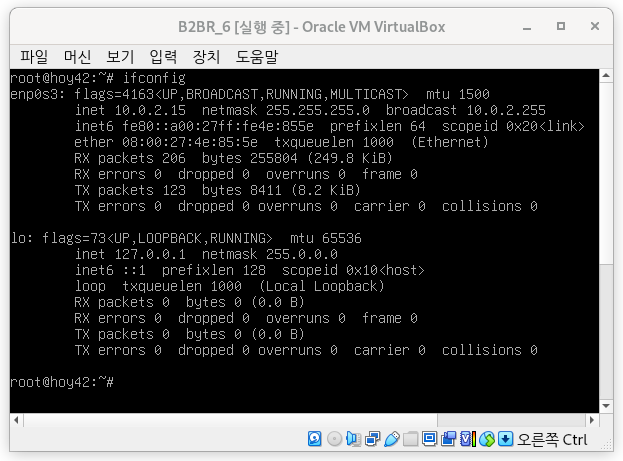 B2BR_6 [실행 중] - Oracle VM VirtualBox
파일 머신 보기 입력 장치 도움말
root@hoy42:~# ifconfig
enp0s3: flags=4163<UP,BROADCAST,RUNNING,MULTICAST>  mtu 1500
        inet 10.0.2.15  netmask 255.255.255.0  broadcast 10.0.2.255
        inet6 fe80::a00:27ff:fe4e:855e  prefixlen 64  scopeid 0x20<link>
        ether 08:00:27:4e:85:5e  txqueuelen 1000  (Ethernet)
        RX packets 206  bytes 255804 (249.8 KiB)
        RX errors 0  dropped 0  overruns 0  frame 0
        TX packets 123  bytes 8411 (8.2 KiB)
        TX errors 0  dropped 0 overruns 0  carrier 0  collisions 0
lo: flags=73<UP,LOOPBACK,RUNNING>  mtu 65536
        inet 127.0.0.1  netmask 255.0.0.0
        inet6 ::1  prefixlen 128  scopeid 0x10<host>
        loop  txqueuelen 1000  (Local Loopback)
        RX packets 0  bytes 0 (0.0 B)
        RX errors 0  dropped 0  overruns 0  frame 0
        TX packets 0  bytes 0 (0.0 B)
        TX errors 0  dropped 0 overruns 0  carrier 0  collisions 0
root@hoy42:~#
오른쪽 Ctrl